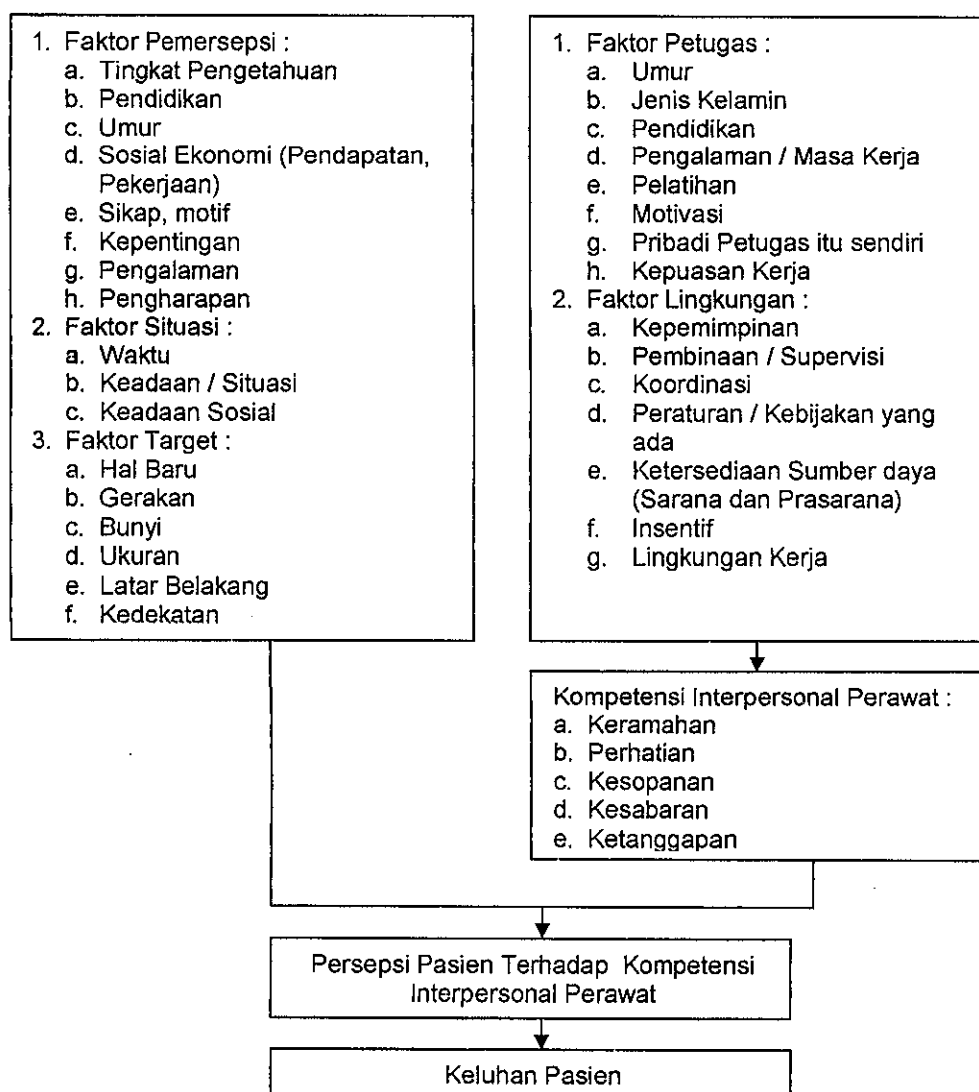 1. Faktor Pemersepsi :
a. Tingkat Pengetahuan
b. Pendidikan
c. Umur
d. Sosial Ekonomi (Pendapatan,
Pekerjaan)
e. Sikap, motif
f. Kepentingan
g. Pengalaman
h. Pengharapan
2. Faktor Situasi :
a. Waktu
b. Keadaan / Situasi
c. Keadaan Sosial
3. Faktor Target :
a. Hal Baru
b. Gerakan
c. Bunyi
d. Ukuran
e. Latar Belakang
f. Kedekatan
1. Faktor Petugas :
a. Umur
b. Jenis Kelamin
c. Pendidikan
d. Pengalaman / Masa Kerja
e. Pelatihan
f. Motivasi
g. Pribadi Petugas itu sendiri
h. Kepuasan Kerja
2. Faktor Lingkungan :
a. Kepemimpinan
b. Pembinaan / Supervisi
c. Koordinasi
d. Peraturan / Kebijakan yang
ada
e. Ketersediaan Sumber daya
(Sarana dan Prasarana)
f. Insentif
g. Lingkungan Kerja
Kompetensi Interpersonal Perawat :
a. Keramahan
b. Perhatian
c. Kesopanan
d. Kesabaran
e. Ketanggapan
Persepsi Pasien Terhadap Kompetensi
Interpersonal Perawat
Keluhan Pasien